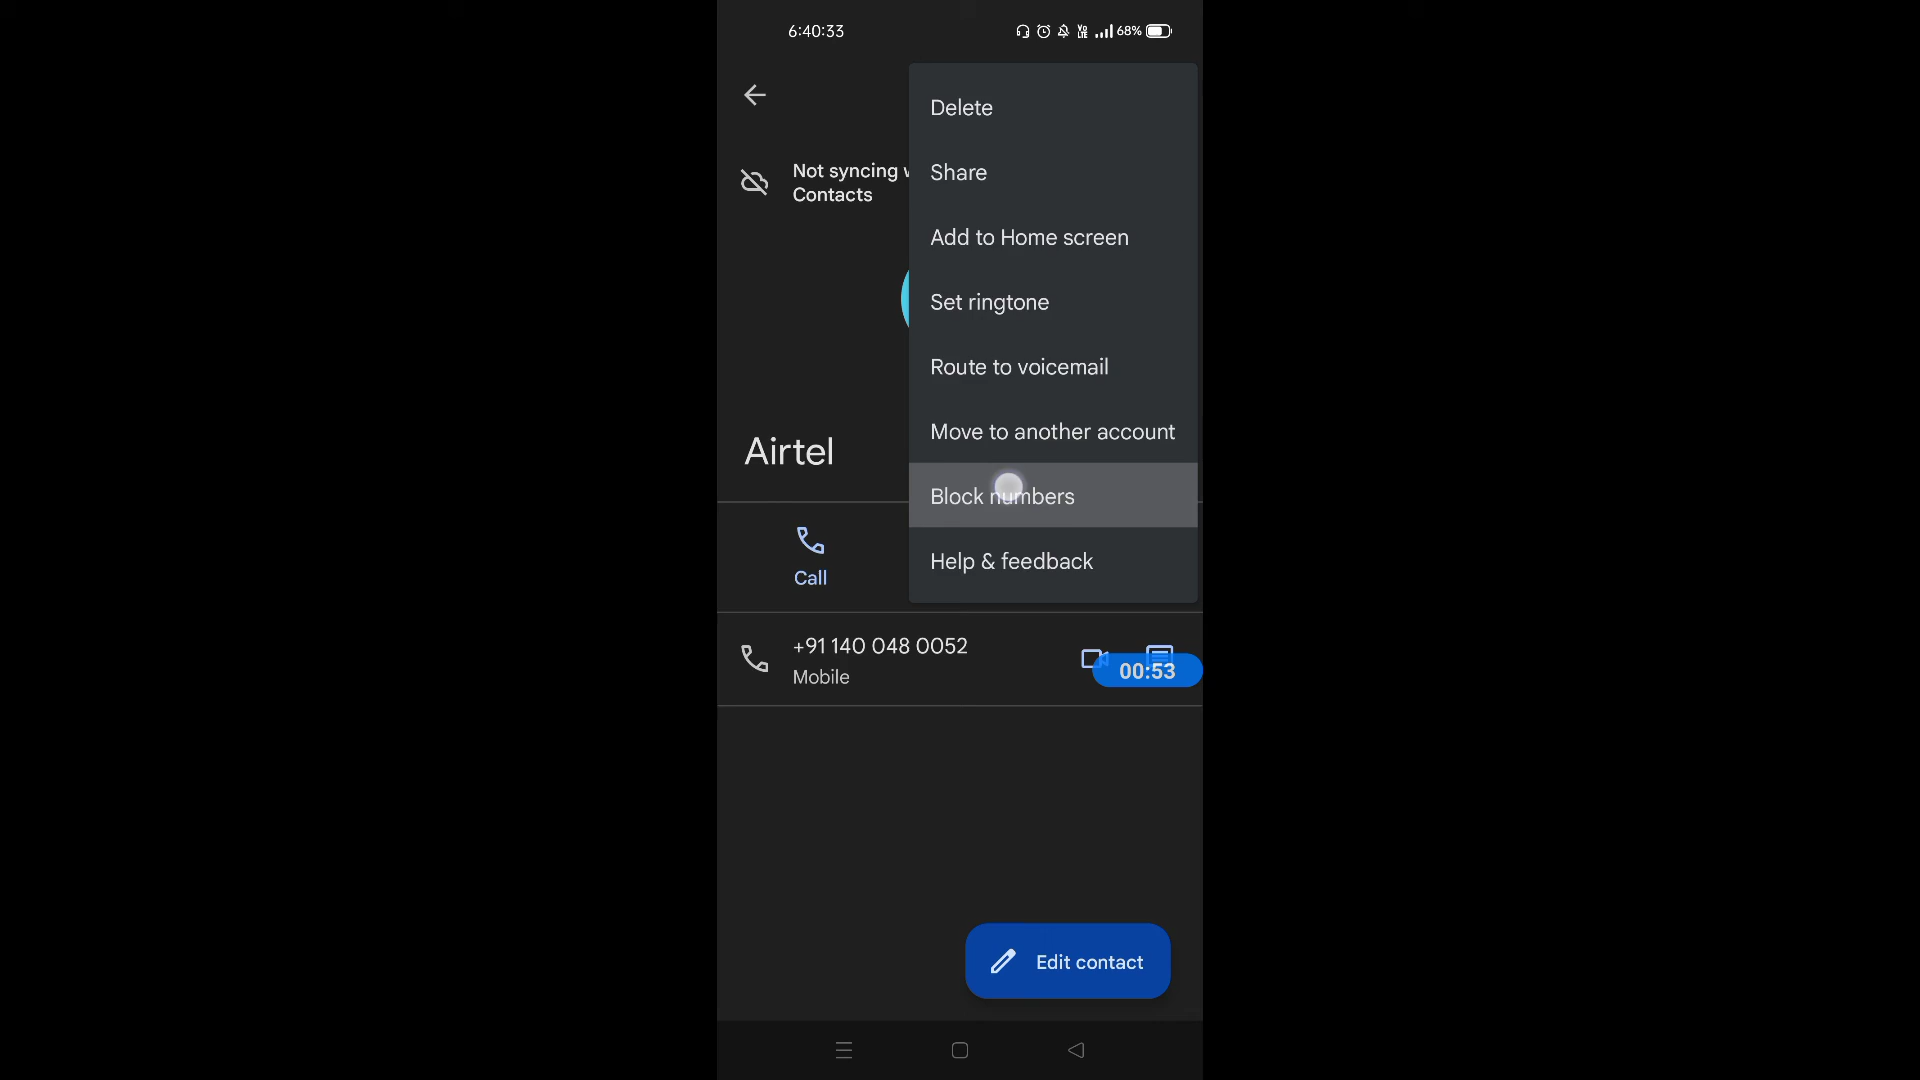 6:40:33
68%
Delete
Share
Add to Home screen
Set ringtone
Route to voicemail
Move to another account
Block numbers
Help & feedback
Not syncing
Contacts
Airtel
Call
+91 140 048 0052
Mobile
00:53
Edit contact